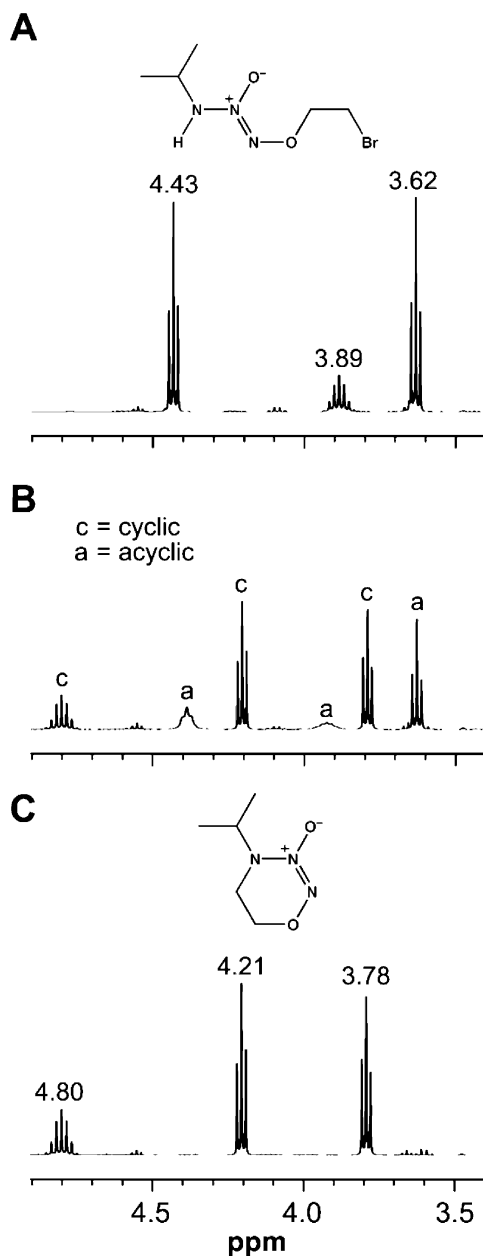 A
O⁻
N + N
H N O Br
4.43 3.62
3.89
B
c = cyclic
a = acyclic
c c a
c
a
a
C
O⁻
N + N
N
O
4.21 3.78
4.80
4.5 4.0 3.5
ppm